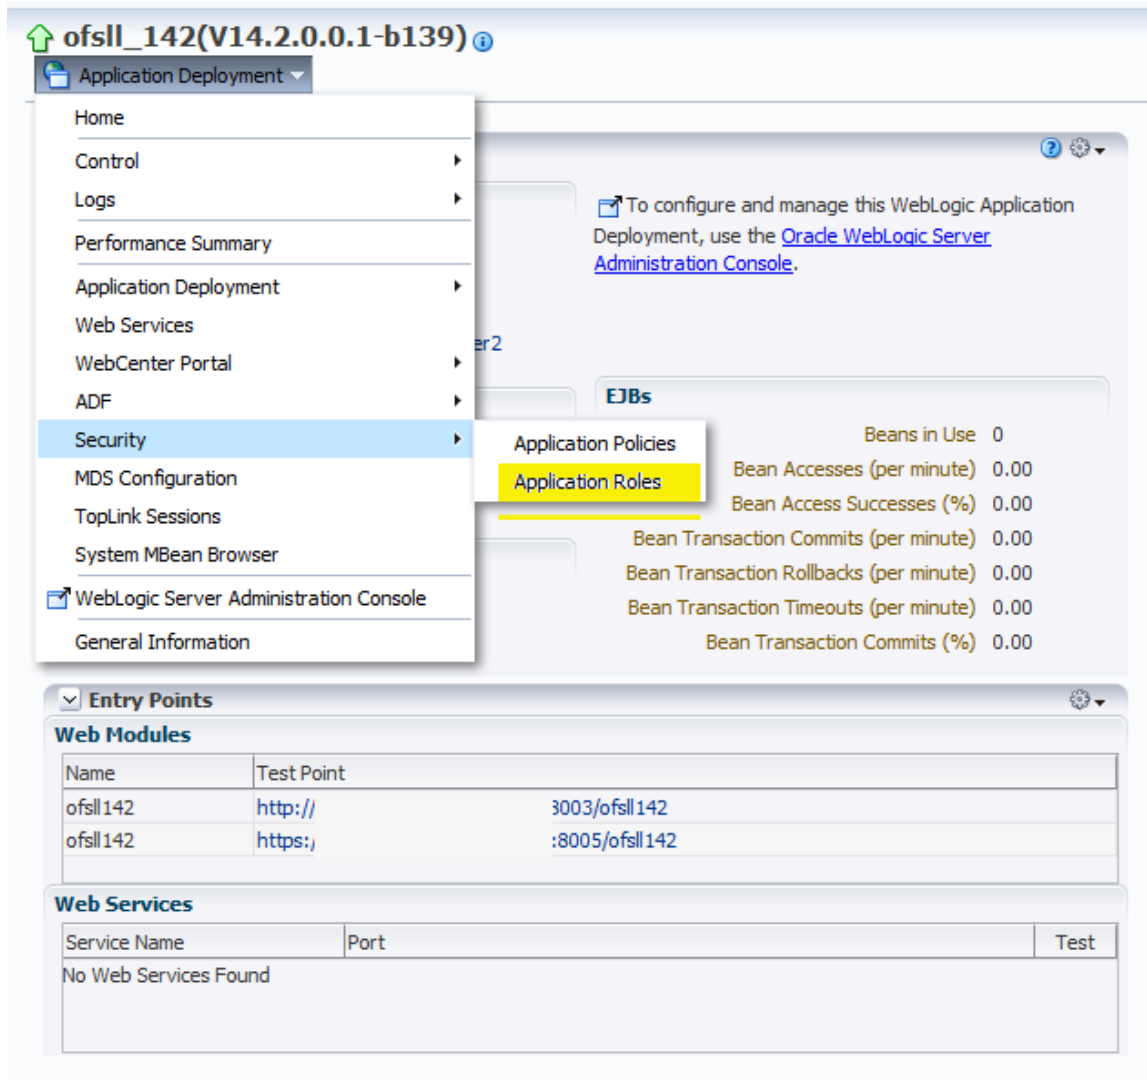 ofsll_142(V14.2.0.0.1-b139)
Application Deployment
Home
Control
Logs
Performance Summary
Application Deployment
Web Services
WebCenter Portal
ADF
Security
MDS Configuration
TopLink Sessions
System MBean Browser
WebLogic Server Administration Console
General Information
Application Policies
Application Roles
To configure and manage this WebLogic Application
Deployment, use the Oracle WebLogic Server
Administration Console.
er2
EJBs
Beans in Use 0
Bean Accesses (per minute) 0.00
Bean Access Successes (%) 0.00
Bean Transaction Commits (per minute) 0.00
Bean Transaction Rollbacks (per minute) 0.00
Bean Transaction Timeouts (per minute) 0.00
Bean Transaction Commits (%) 0.00
Entry Points
Web Modules
Name Test Point
ofsll142 http:// 8003/ofsll142
ofsll142 https:/ :8005/ofsll142
Web Services
Service Name Port Test
No Web Services Found